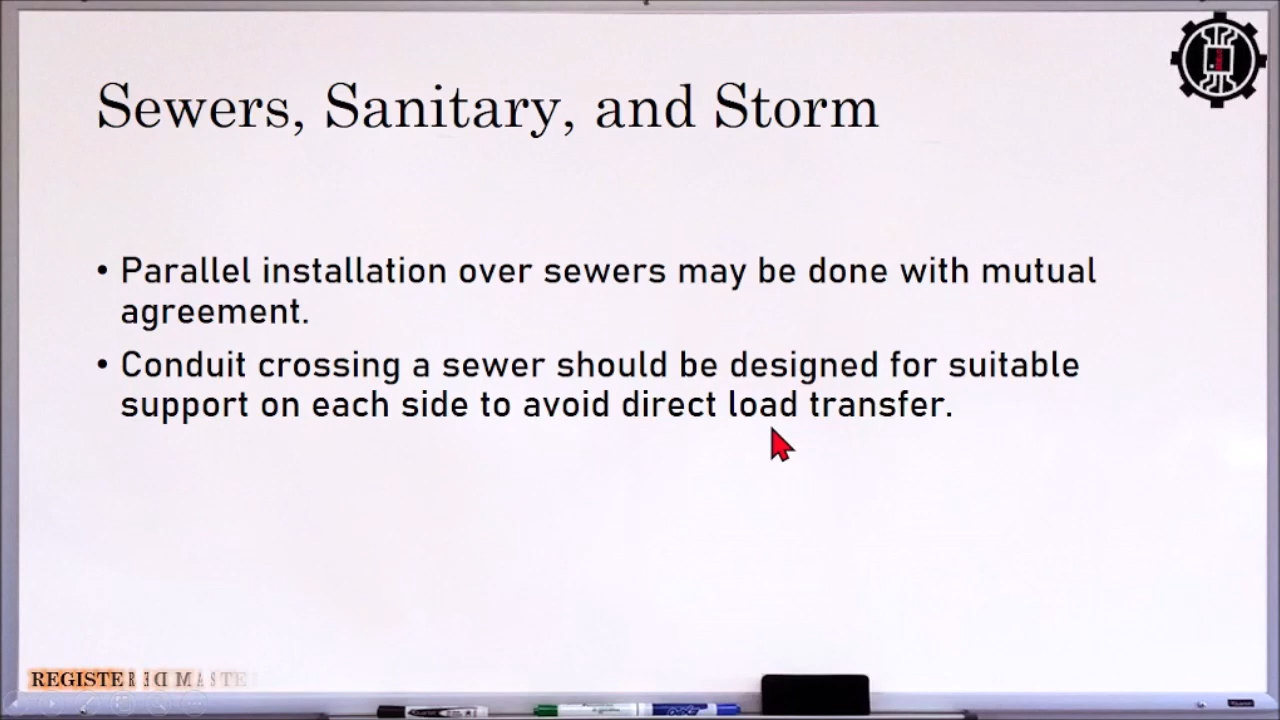 Sewers, Sanitary, and Storm
• Parallel installation over sewers may be done with mutual
agreement.
• Conduit crossing a sewer should be designed for suitable
support on each side to avoid direct load transfer.